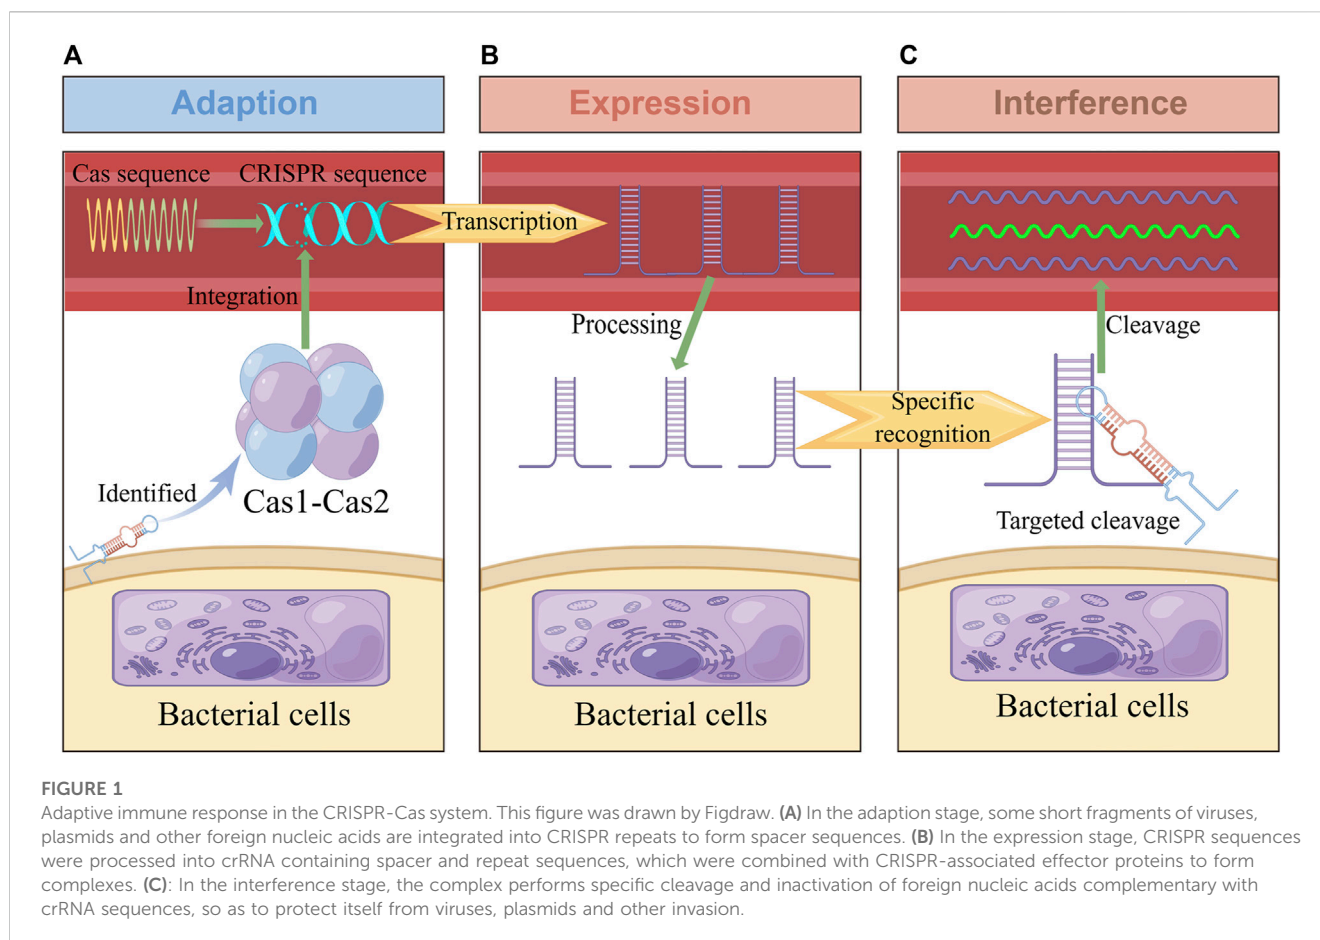 A
B
C
Adaption
Expression
Interference
Cas sequence
CRISPR sequence
Transcription
Integration
Processing
Cleavage
Specific
recognition
Identified
Cas1-Cas2
Targeted cleavage
Bacterial cells
Bacterial cells
Bacterial cells
FIGURE 1
Adaptive immune response in the CRISPR-Cas system. This figure was drawn by Figdraw. (A) In the adaption stage, some short fragments of viruses,
plasmids and other foreign nucleic acids are integrated into CRISPR repeats to form spacer sequences. (B) In the expression stage, CRISPR sequences
were processed into crRNA containing spacer and repeat sequences, which were combined with CRISPR-associated effector proteins to form
complexes. (C): In the interference stage, the complex performs specific cleavage and inactivation of foreign nucleic acids complementary with
crRNA sequences, so as to protect itself from viruses, plasmids and other invasion.